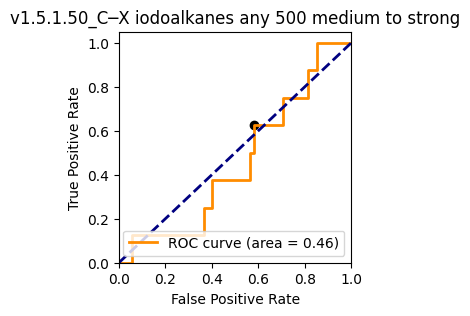 v1.5.1.50_C─X iodoalkanes any 500 medium to strong
1.0
0.8
0.6
0.4
0.2
0.0
True Positive Rate
ROC curve (area = 0.46)
0.0 0.2 0.4 0.6 0.8 1.0
False Positive Rate